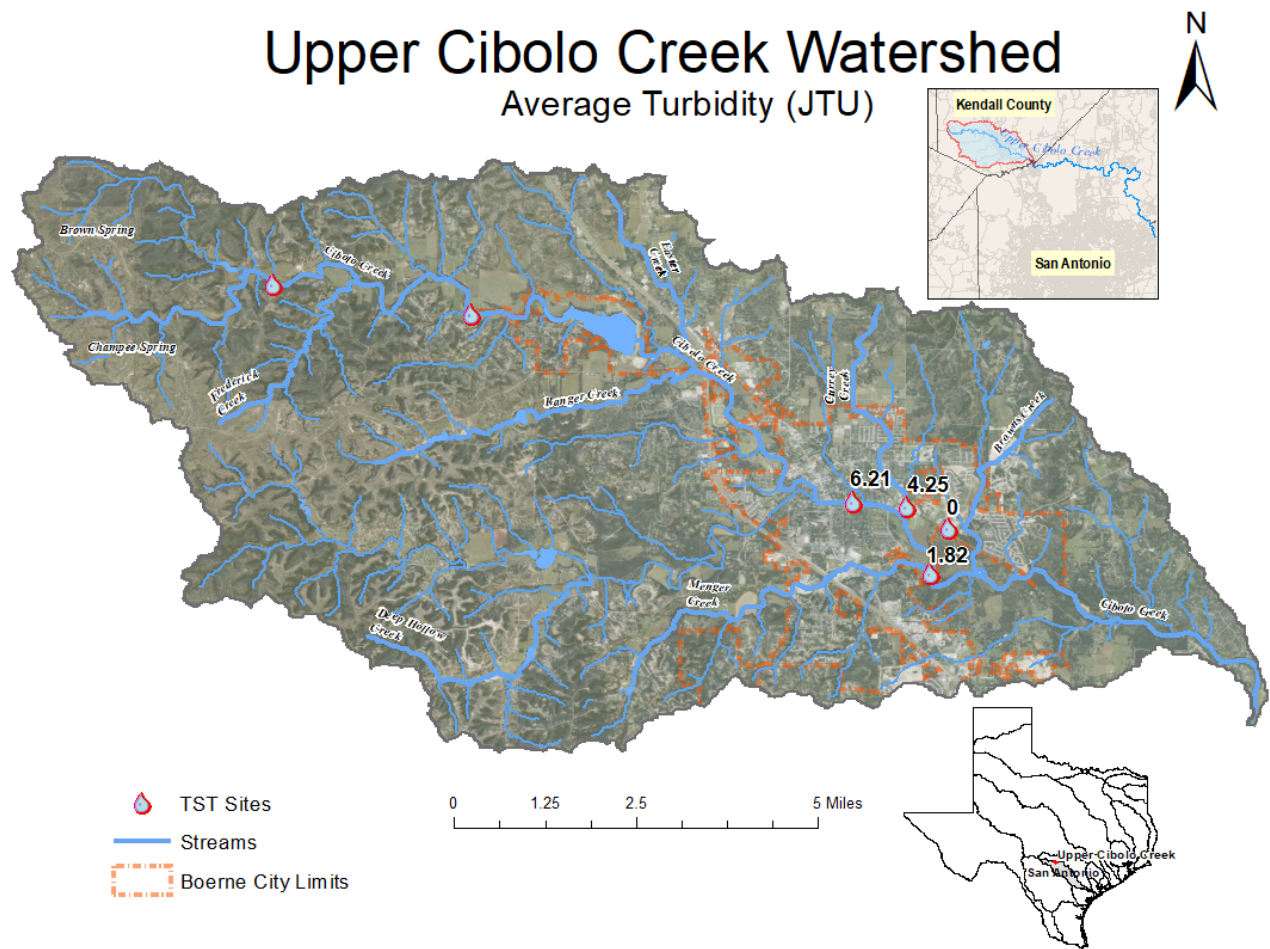 Upper Cibolo Creek Watershed
Average Turbidity (JTU)
N
Kendall County
Upper Cibolo Creek
San Antonio
Brown Spring
Cibolo Creek
Champee Spring
Frederick
Creek
Ranger Creek
Cibolo Creek
Currey
Creek
Browns Creek
6.21
4.25
0
1.82
Menger
Creek
Deep Hollow
Creek
Cibolo Creek
TST Sites
Streams
Boerne City Limits
0
1.25
2.5
5 Miles
Upper Cibolo Creek
San Antonio